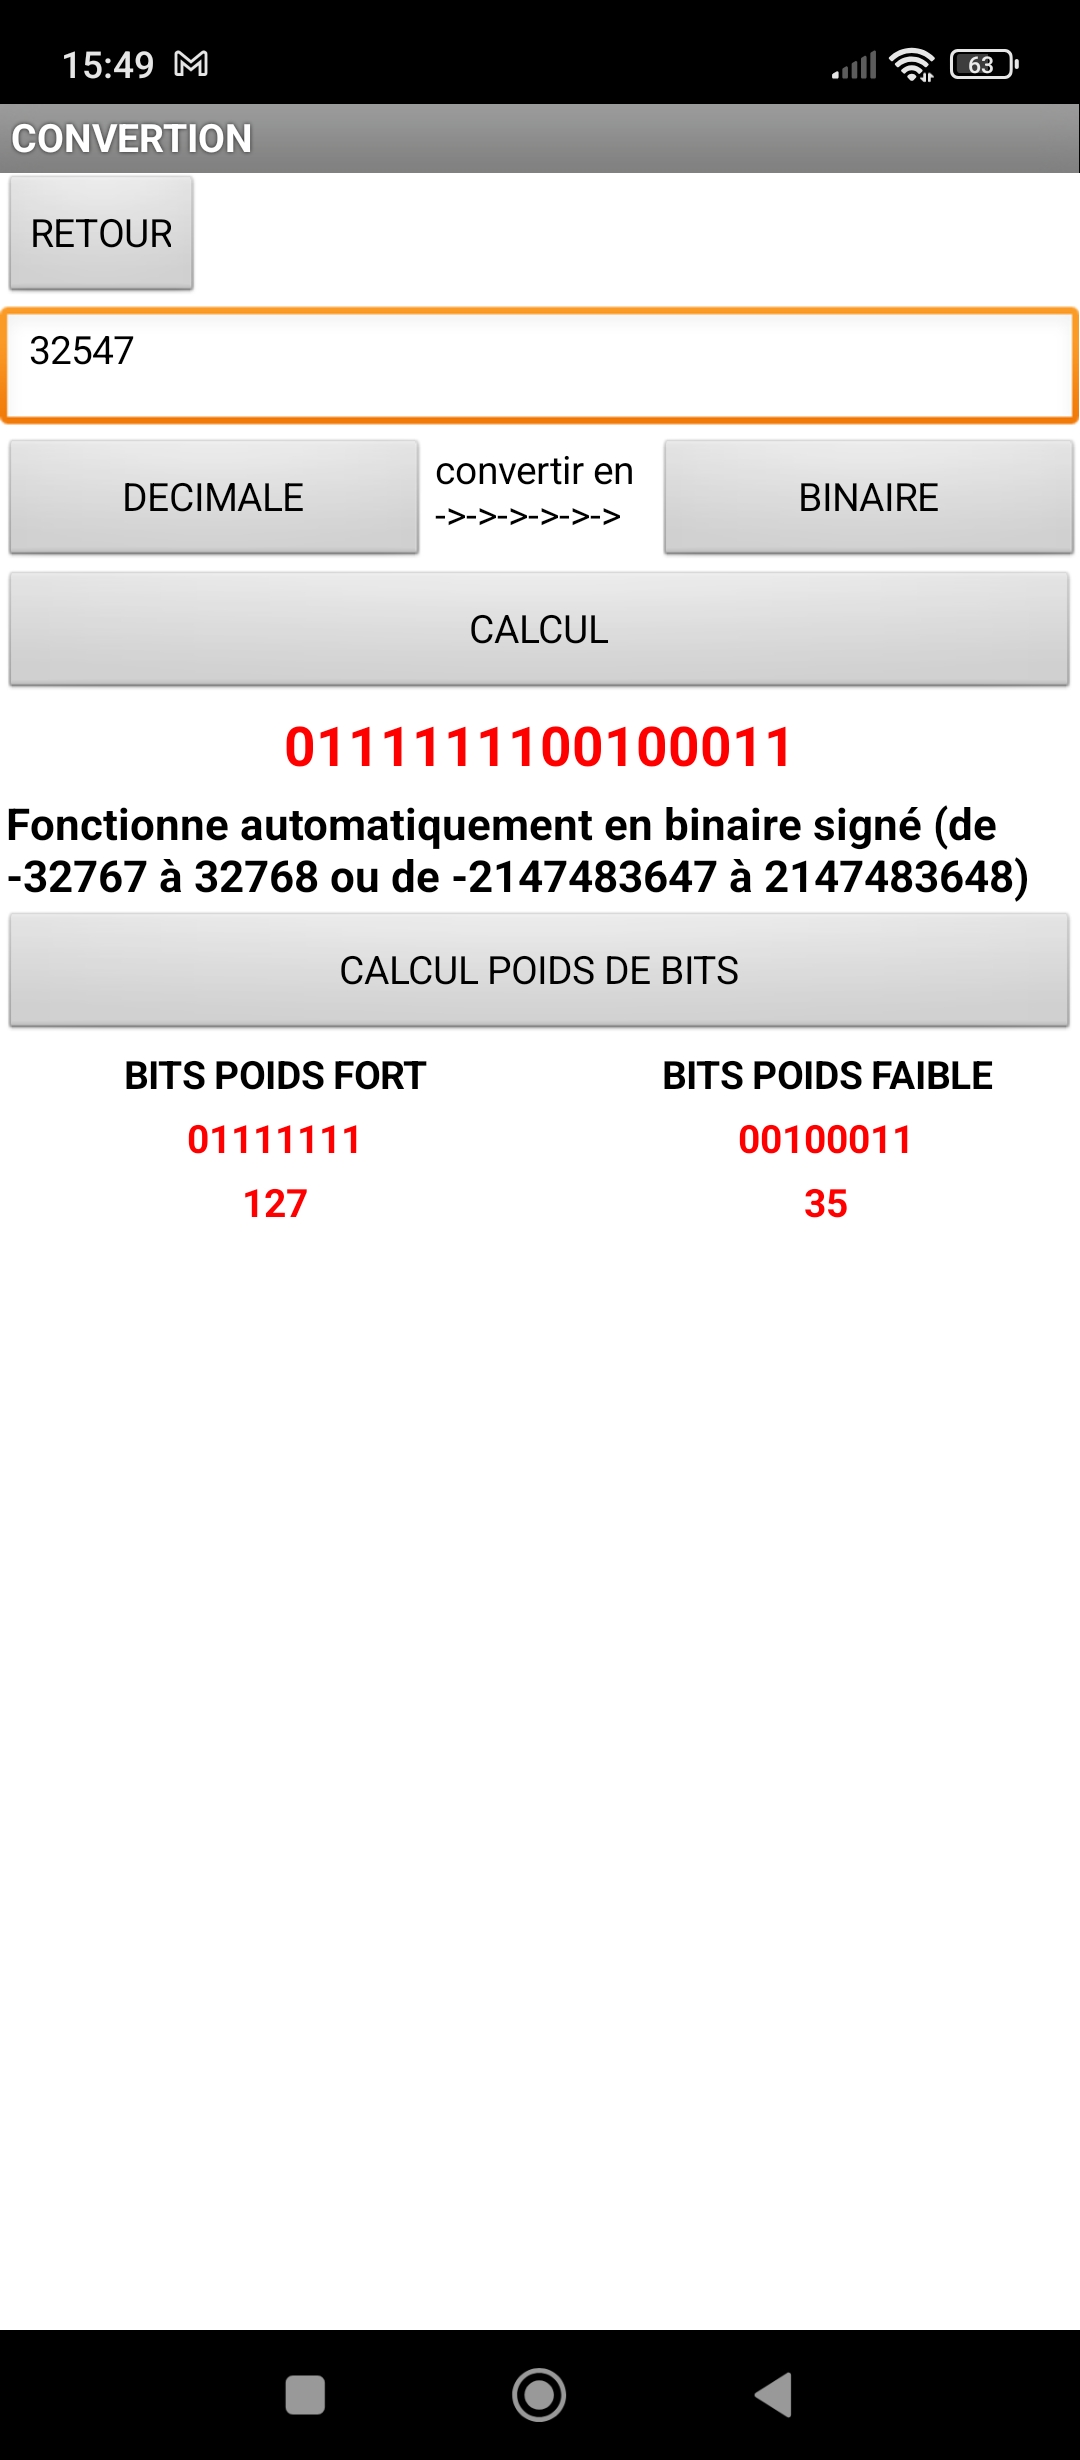 15:49
63
CONVERTION
RETOUR
32547
DECIMALE
convertir en
->->->->->->
BINAIRE
CALCUL
0111111100100011
Fonctionne automatiquement en binaire signé (de
-32767 à 32768 ou de -2147483647 à 2147483648)
CALCUL POIDS DE BITS
BITS POIDS FORT
BITS POIDS FAIBLE
01111111
00100011
127
35